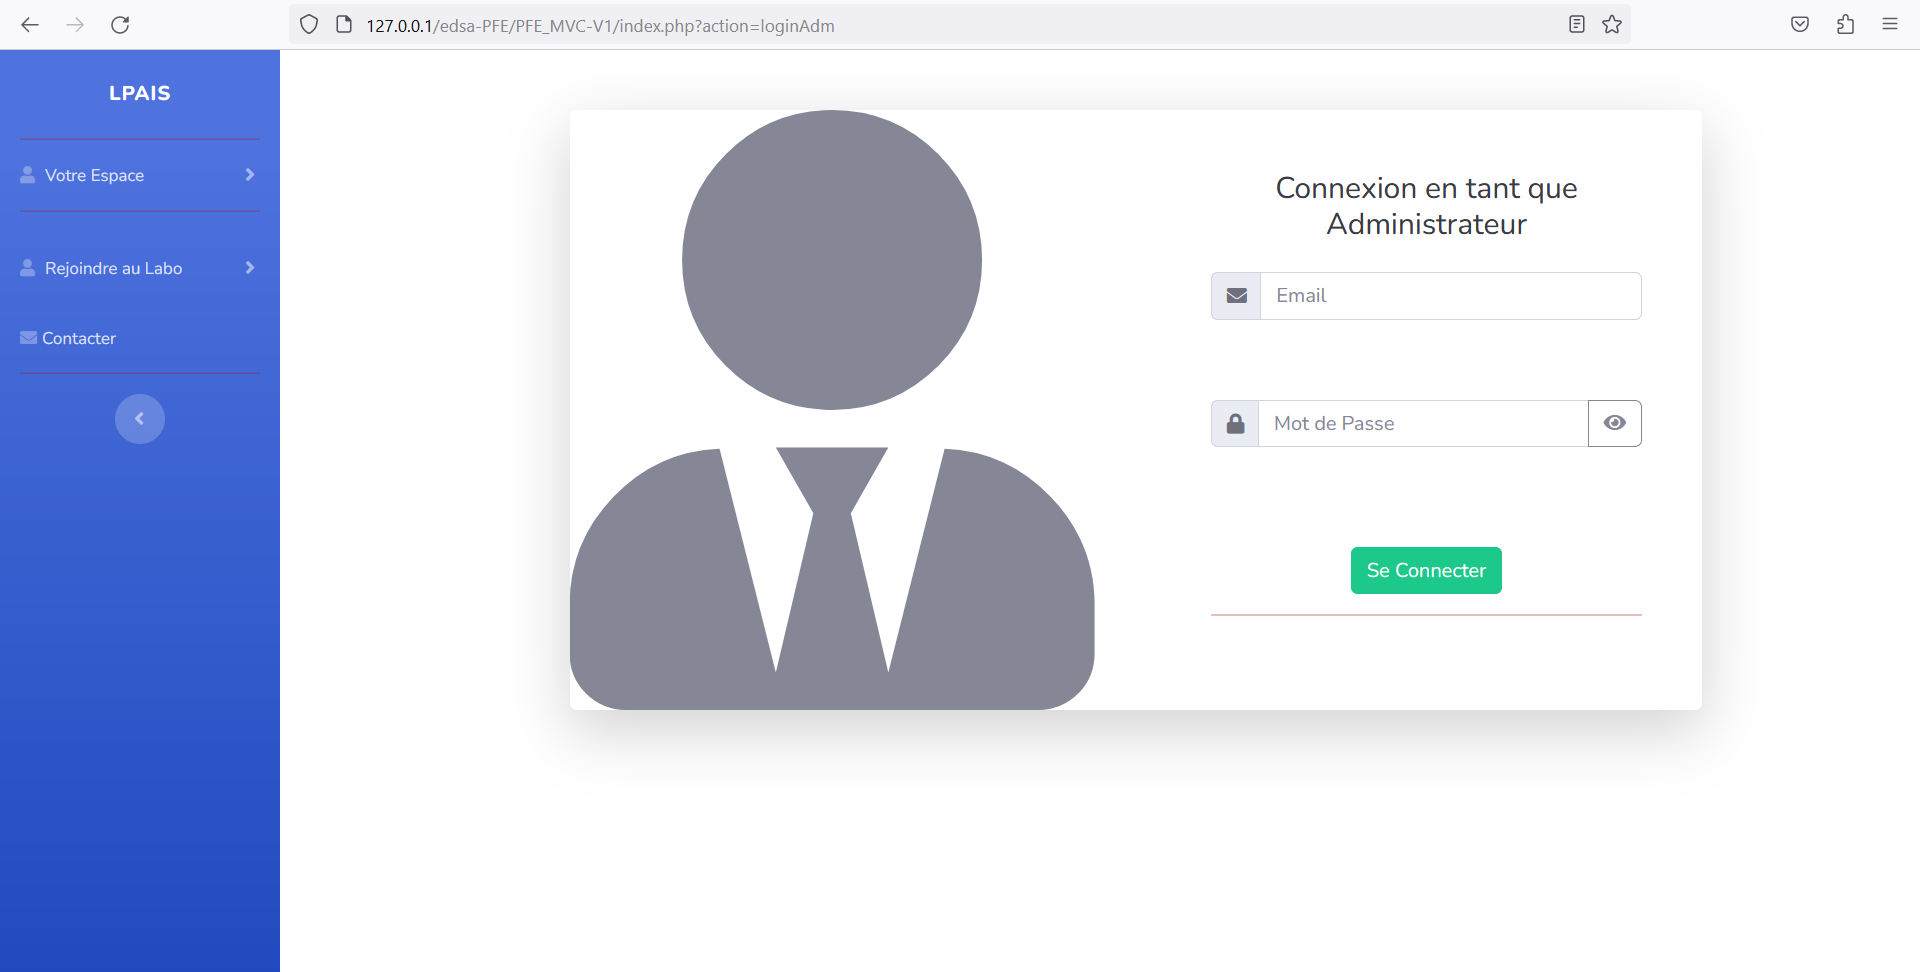 127.0.0.1/edsa-PFE/PFE_MVC-V1/index.php?action=loginAdm
LPAIS
Votre Espace
Rejoindre au Labo
Contacter
Connexion en tant que
Administrateur
Email
Mot de Passe
Se Connecter